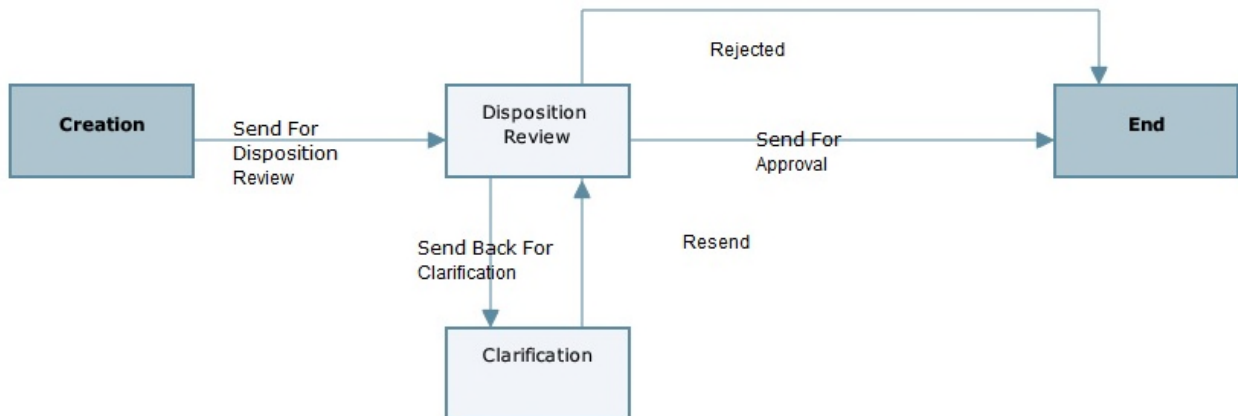 Rejected
Creation
Send For
Disposition
Review
Disposition
Review
Send For
Approval
End
Send Back For
Clarification
Resend
Clarification